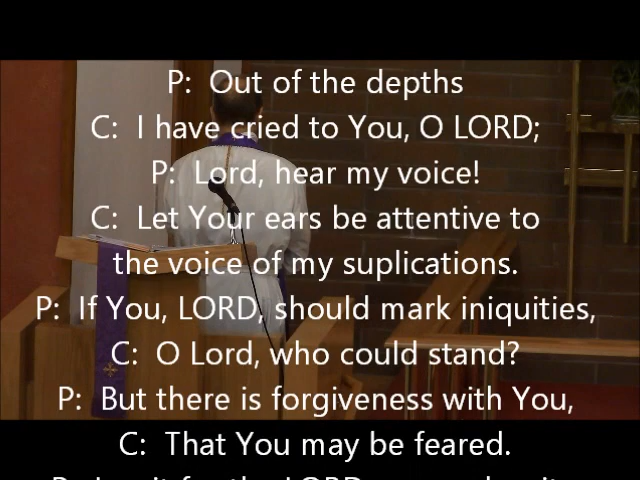 P: Out of the depths
C: I have cried to You, O LORD;
P: Lord, hear my voice!
C: Let Your ears be attentive to
the voice of my suplications.
P: If You, LORD, should mark iniquities,
C: O Lord, who could stand?
P: But there is forgiveness with You,
C: That You may be feared.